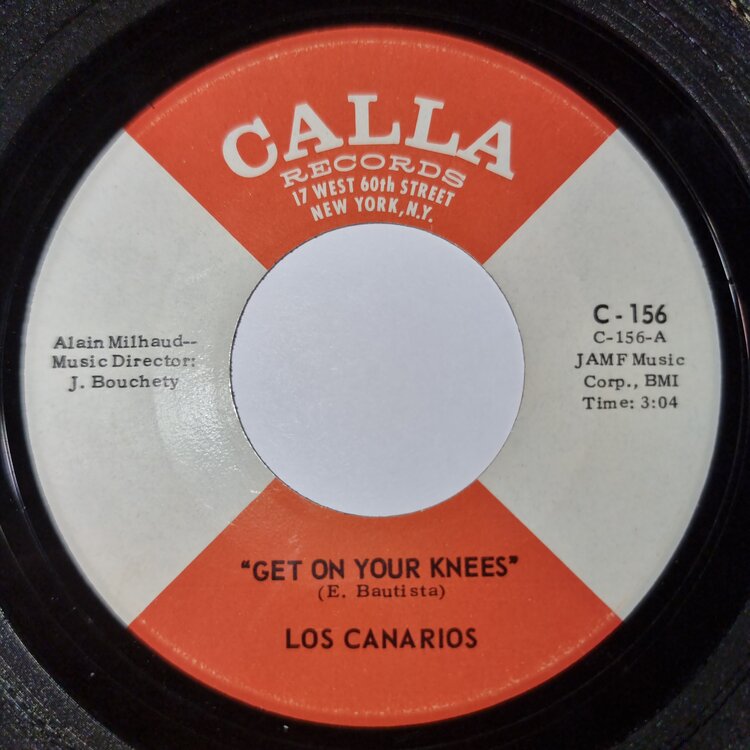 CALLA
RECORDS
17 WEST 60th STREET
NEW YORK, N.Y.
Alain Milhaud--
Music Director:
J. Bouchety
C - 156
C-156-A
JAMF Music
Corp., BMI
Time: 3:04
"GET ON YOUR KNEES"
(E. Bautista)
LOS CANARIOS